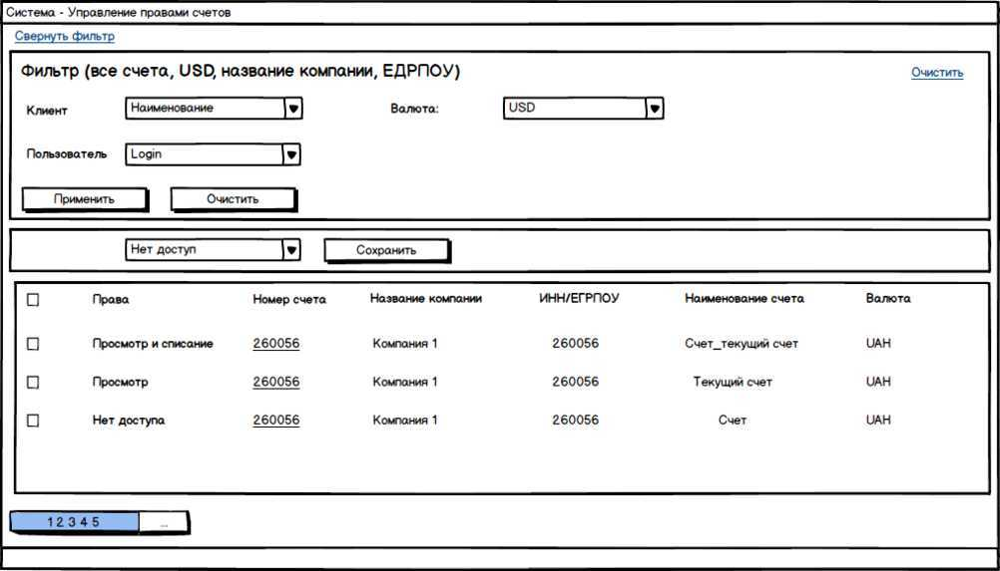 Система - Управление правами счетов
Свернуть фильтр
Фильтр (все счета, USD, название компании, ЕДРПОУ) Очистить
Клиент Наименование Валюта: USD
Пользователь Login
Применить Очистить
Нет доступ Сохранить
Права Номер счета Название компании ИНН/ЕГРПОУ Наименование счета Валюта
Просмотр и списание 260056 Компания 1 260056 Счет_текущий счет UAH
Просмотр 260056 Компания 1 260056 Текущий счет UAH
Нет доступа 260056 Компания 1 260056 Счет UAH
1 2 3 4 5 ...